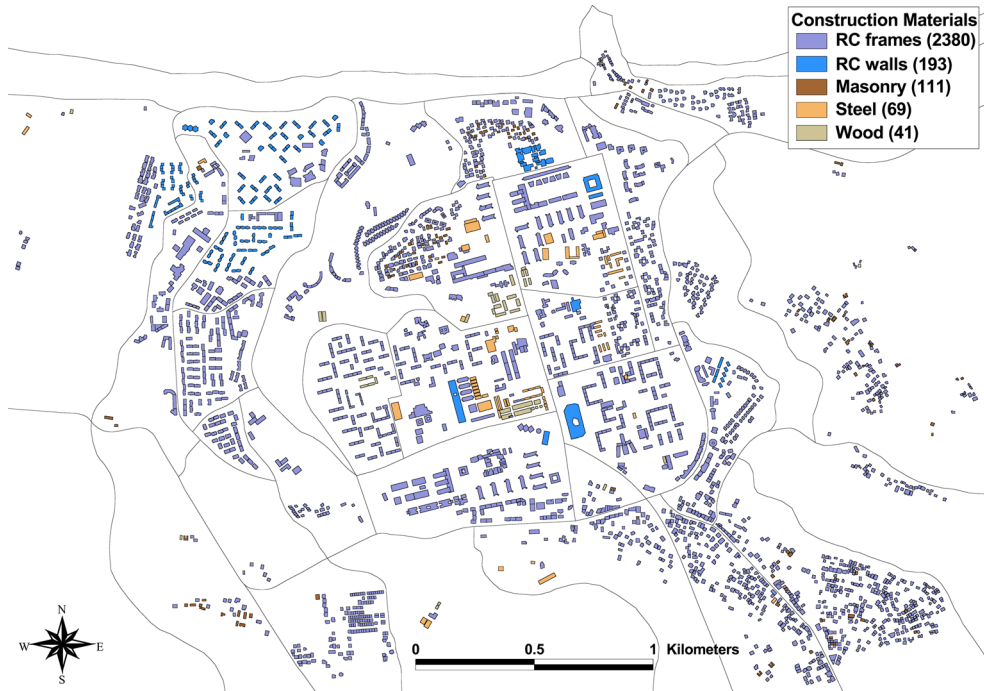 Construction Materials
RC frames (2380)
RC walls (193)
Masonry (111)
Steel (69)
Wood (41)
N
W E
S
0 0.5 1 Kilometers